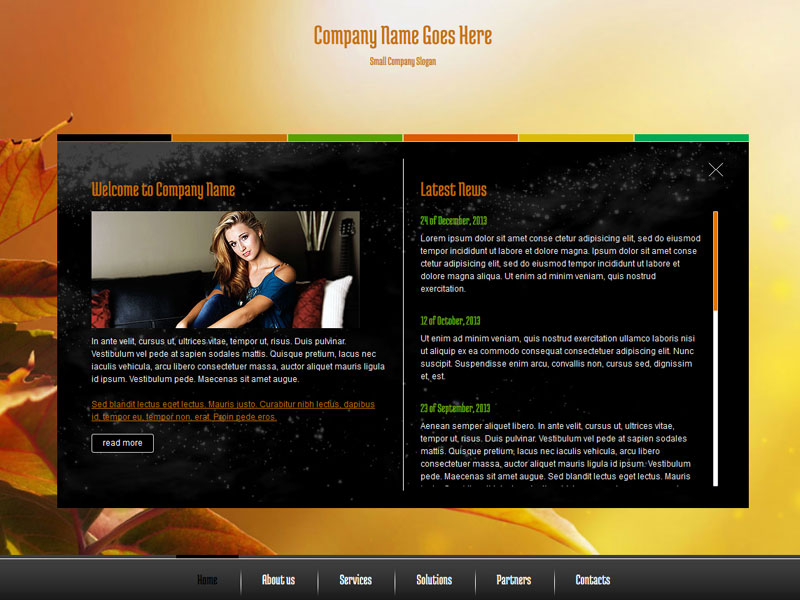 Company Name Goes Here
Small Company Slogan
Welcome to Company Name
In ante velit, cursus ut, ultrices vitae, tempor ut, risus. Duis pulvinar.
Vestibulum vel pede at sapien sodales mattis. Quisque pretium, lacus nec
iaculis vehicula, arcu libero consectetuer massa, auctor aliquet mauris ligula
id ipsum. Vestibulum pede. Maecenas sit amet augue.
Sed blandit lectus eget lectus. Mauris justo. Curabitur nibh lectus, dapibus
id, tempor eu, tempor non, erat. Proin pede eros.
read more
Latest News
24 of December, 2013
Lorem ipsum dolor sit amet conse ctetur adipisicing elit, sed do eiusmod
tempor incididunt ut labore et dolore magna. Ipsum dolor sit amet conse
ctetur adipisicing elit, sed do eiusmod tempor incididunt ut labore et
dolore magna aliqua. Ut enim ad minim veniam, quis nostrud
exercitation.
12 of October, 2013
Ut enim ad minim veniam, quis nostrud exercitation ullamco laboris nisi
ut aliquip ex ea commodo consequat consectetuer adipiscing elit. Nunc
suscipit. Suspendisse enim arcu, convallis non, cursus sed, dignissim
et, est.
23 of September, 2013
Aenean semper aliquet libero. In ante velit, cursus ut, ultrices vitae,
tempor ut, risus. Duis pulvinar. Vestibulum vel pede at sapien sodales
mattis. Quisque pretium, lacus nec iaculis vehicula, arcu libero
consectetuer massa, auctor aliquet mauris ligula id ipsum. Vestibulum
pede. Maecenas sit amet augue. Sed blandit lectus eget lectus. Mauris
Home
About us
Services
Solutions
Partners
Contacts